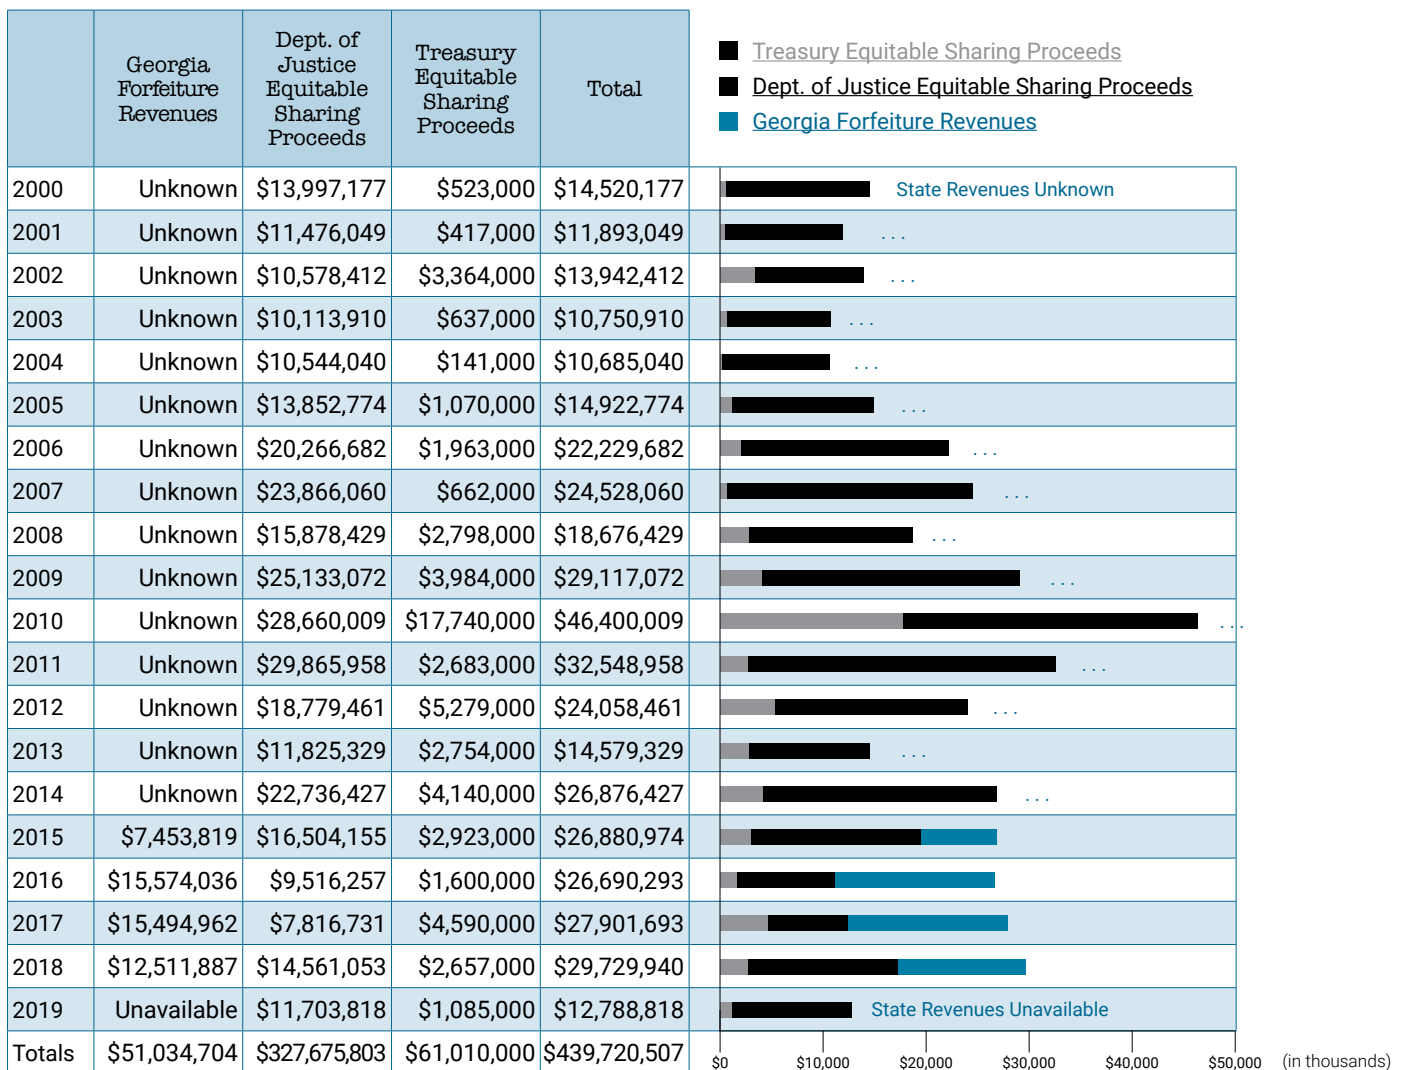 Georgia
Forfeiture
Revenues
Dept. of
Justice
Equitable
Sharing
Proceeds
Treasury
Equitable
Sharing
Proceeds
Total
Treasury Equitable Sharing Proceeds
Dept. of Justice Equitable Sharing Proceeds
Georgia Forfeiture Revenues
2000 Unknown $13,997,177 $523,000 $14,520,177 State Revenues Unknown
2001 Unknown $11,476,049 $417,000 $11,893,049 ...
2002 Unknown $10,578,412 $3,364,000 $13,942,412 ...
2003 Unknown $10,113,910 $637,000 $10,750,910 ...
2004 Unknown $10,544,040 $141,000 $10,685,040 ...
2005 Unknown $13,852,774 $1,070,000 $14,922,774 ...
2006 Unknown $20,266,682 $1,963,000 $22,229,682 ...
2007 Unknown $23,866,060 $662,000 $24,528,060 ...
2008 Unknown $15,878,429 $2,798,000 $18,676,429 ...
2009 Unknown $25,133,072 $3,984,000 $29,117,072 ...
2010 Unknown $28,660,009 $17,740,000 $46,400,009 ...
2011 Unknown $29,865,958 $2,683,000 $32,548,958 ...
2012 Unknown $18,779,461 $5,279,000 $24,058,461 ...
2013 Unknown $11,825,329 $2,754,000 $14,579,329 ...
2014 Unknown $22,736,427 $4,140,000 $26,876,427 ...
2015 $7,453,819 $16,504,155 $2,923,000 $26,880,974
2016 $15,574,036 $9,516,257 $1,600,000 $26,690,293
2017 $15,494,962 $7,816,731 $4,590,000 $27,901,693
2018 $12,511,887 $14,561,053 $2,657,000 $29,729,940
2019 Unavailable $11,703,818 $1,085,000 $12,788,818 State Revenues Unavailable
Totals $51,034,704 $327,675,803 $61,010,000 $439,720,507
$0 $10,000 $20,000 $30,000 $40,000 $50,000 (in thousands)